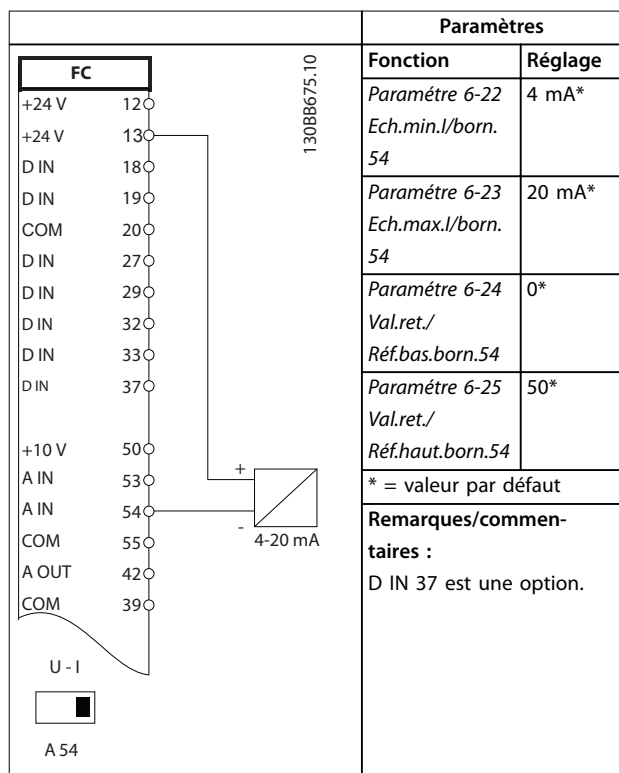 FC
130BB675.10
+24 V 12
+24 V 13
D IN 18
D IN 19
COM 20
D IN 27
D IN 29
D IN 32
D IN 33
D IN 37
+10 V 50
A IN 53
A IN 54
COM 55
A OUT 42
COM 39
+
-
4-20 mA
U - I
A 54
Paramètres
Fonction Réglage
Paramétre 6-22 4 mA*
Ech.min.I/born.
54
Paramétre 6-23 20 mA*
Ech.max.I/born.
54
Paramétre 6-24 0*
Val.ret./
Réf.bas.born.54
Paramétre 6-25 50*
Val.ret./
Réf.haut.born.54
* = valeur par défaut
Remarques/commen-
taires :
D IN 37 est une option.